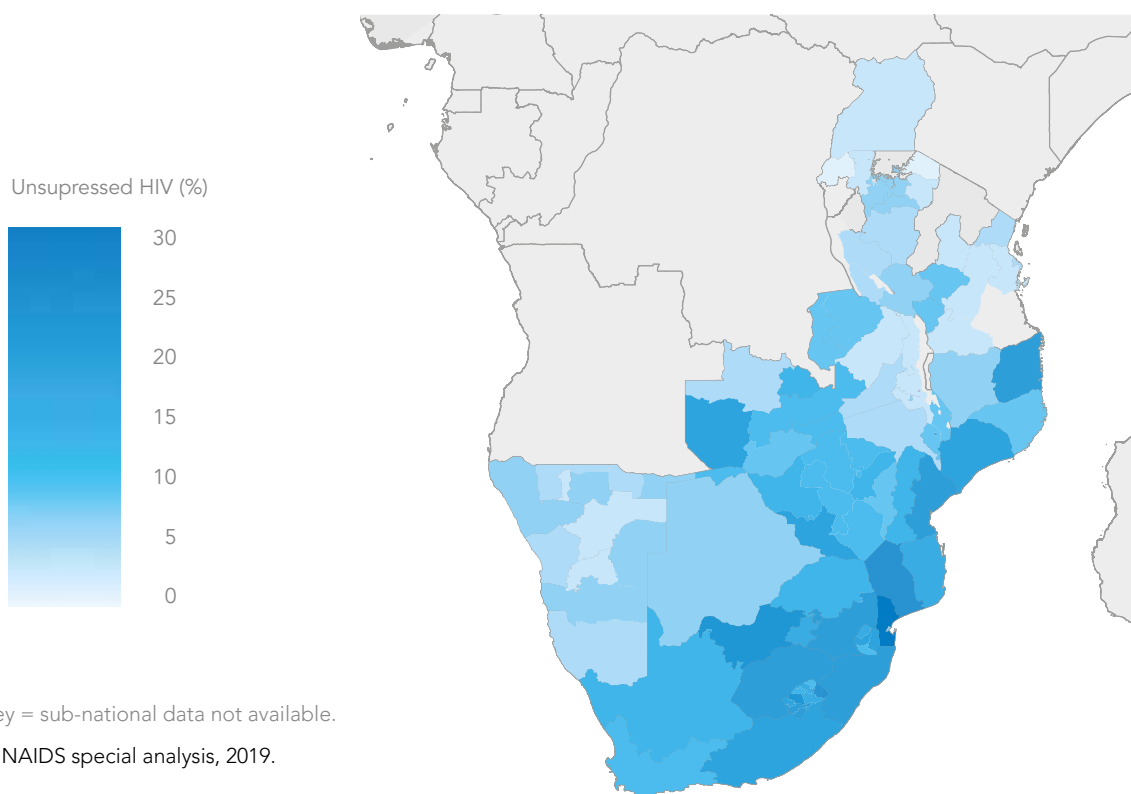 Unsupressed HIV (%)
30
25
20
15
10
5
0
ey = sub-national data not available.
NAIDS special analysis, 2019.